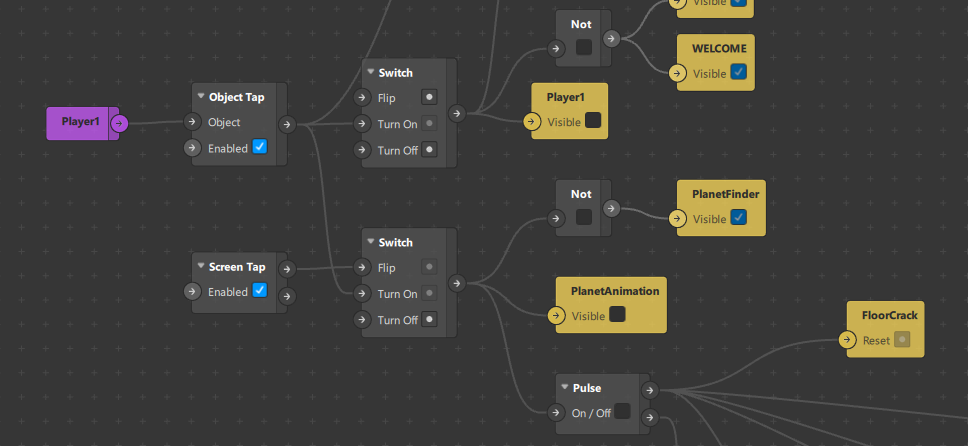 Visible
Not
WELCOME
Visible
Switch
Flip
Turn On
Turn Off
Object Tap
Object
Enabled
Player1
Player1
Visible
Not
PlanetFinder
Visible
Switch
Flip
Turn On
Turn Off
Screen Tap
Enabled
PlanetAnimation
Visible
FloorCrack
Reset
Pulse
On / Off